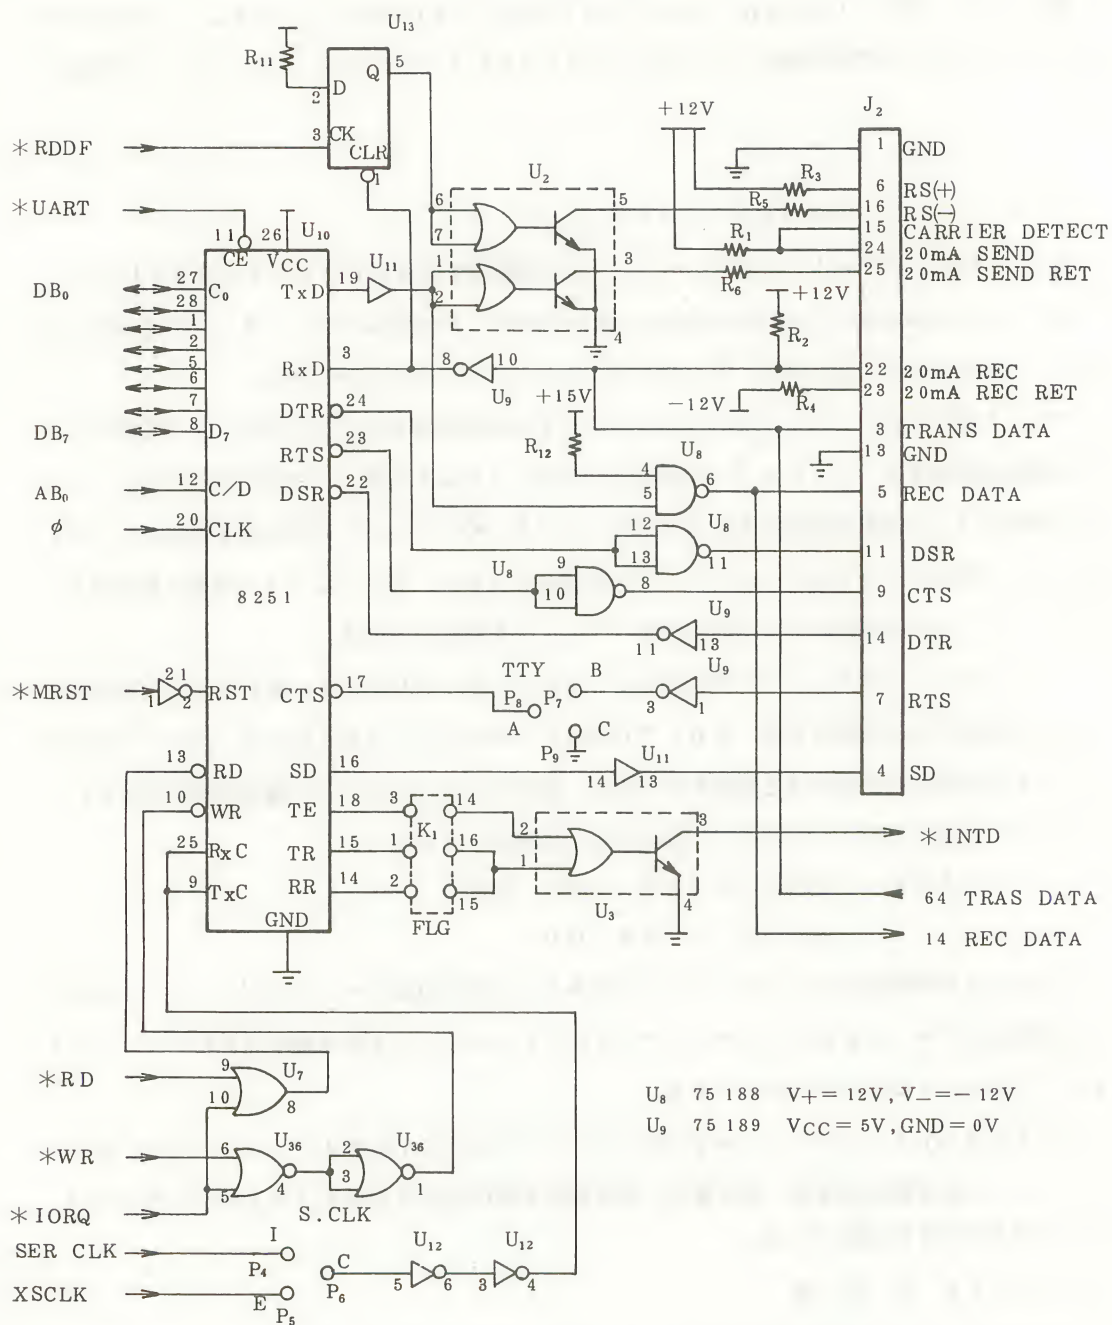 U13
R11
5
Q
2 D
3 CK
CLR
1
*RDDF
*UART
11
CE
26
VCC
U10
27 C0
DB0
28
1
2
5
6
7
8 D7
DB7
12 C/D
AB0
20 CLK
φ
8251
*MRST
1
2
21 RST
13 RD
10 WR
25 RxC
9 TxC
GND
TxD 19
U11
RxD 3
DTR 24
RTS 23
DSR 22
CTS 17
SD 16
TE 18
TR 15
RR 14
U2
6
7
1
2
5
3
4
8
10
U9
+15V
R12
4
5
U8
6
12
13
U8
11
U8
9
10
8
U9
11
13
TTY
P8
A
P7
B
U9
3
1
P9
C
U11
14
13
3
1
2
K1
14
16
15
FLG
2
1
3
4
U3
+12V
R3
R5
R1
R6
+12V
R2
R4
-12V
J2
1 GND
6 RS(+)
16 RS(-)
15 CARRIER DETECT
24 20mA SEND
25 20mA SEND RET
22 20mA REC
23 20mA REC RET
3 TRANS DATA
13 GND
5 REC DATA
11 DSR
9 CTS
14 DTR
7 RTS
4 SD
*INTD
64 TRAS DATA
14 REC DATA
*RD
9
10
U7
8
*WR
6
5
U36
4
2
3
U36
1
*IORQ
S.CLK
SER CLK
I
P4
XSCLK
E
P5
C
P6
U12
5
6
U12
3
4
U8 75188 V+=12V, V-=-12V
U9 75189 VCC=5V, GND=0V